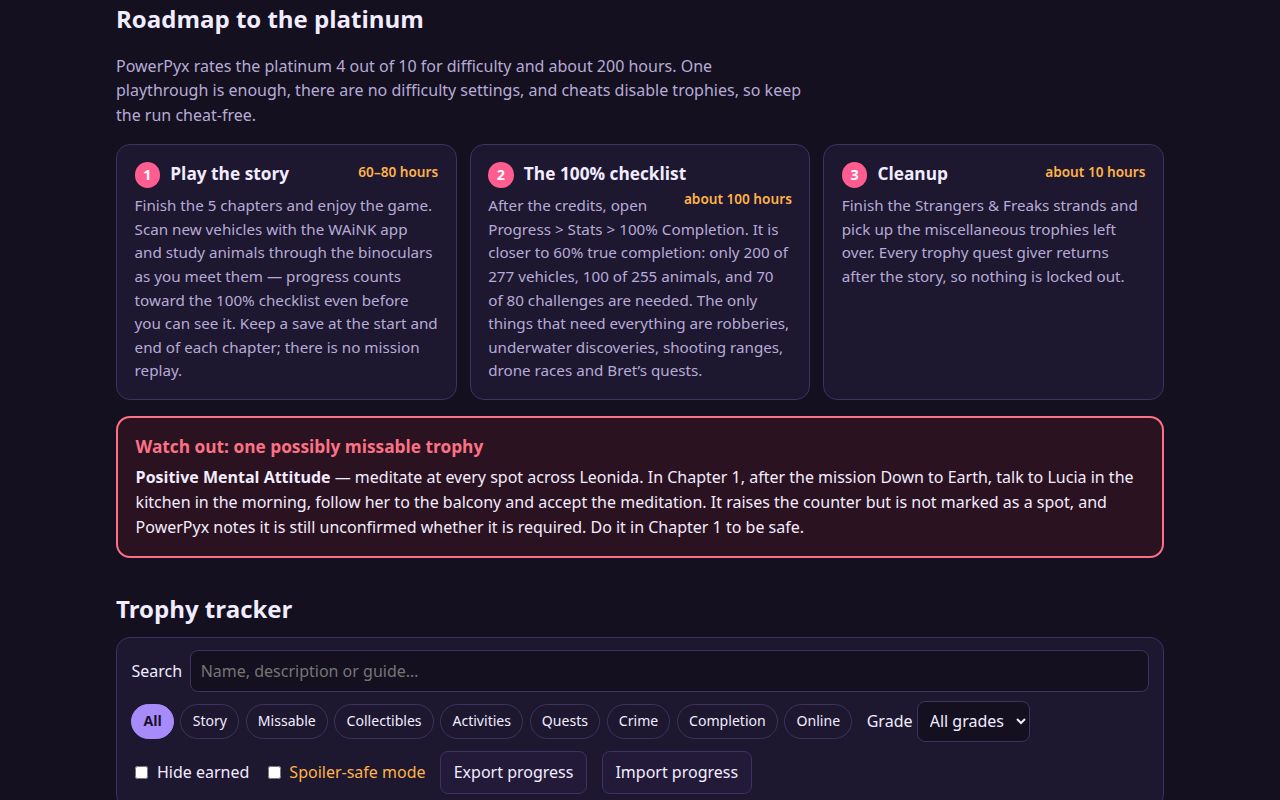 Roadmap to the platinum
PowerPyx rates the platinum 4 out of 10 for difficulty and about 200 hours. One
playthrough is enough, there are no difficulty settings, and cheats disable trophies, so keep
the run cheat-free.
1 Play the story 60–80 hours
Finish the 5 chapters and enjoy the game.
Scan new vehicles with the WAiNK app
and study animals through the binoculars
as you meet them — progress counts
toward the 100% checklist even before
you can see it. Keep a save at the start and
end of each chapter; there is no mission
replay.
2 The 100% checklist
about 100 hours
After the credits, open
Progress > Stats > 100% Completion. It is
closer to 60% true completion: only 200 of
277 vehicles, 100 of 255 animals, and 70
of 80 challenges are needed. The only
things that need everything are robberies,
underwater discoveries, shooting ranges,
drone races and Bret’s quests.
3 Cleanup about 10 hours
Finish the Strangers & Freaks strands and
pick up the miscellaneous trophies left
over. Every trophy quest giver returns
after the story, so nothing is locked out.
Watch out: one possibly missable trophy
Positive Mental Attitude — meditate at every spot across Leonida. In Chapter 1, after the mission Down to Earth, talk to Lucia in the
kitchen in the morning, follow her to the balcony and accept the meditation. It raises the counter but is not marked as a spot, and
PowerPyx notes it is still unconfirmed whether it is required. Do it in Chapter 1 to be safe.
Trophy tracker
Search Name, description or guide...
All Story Missable Collectibles Activities Quests Crime Completion Online Grade All grades
Hide earned Spoiler-safe mode Export progress Import progress